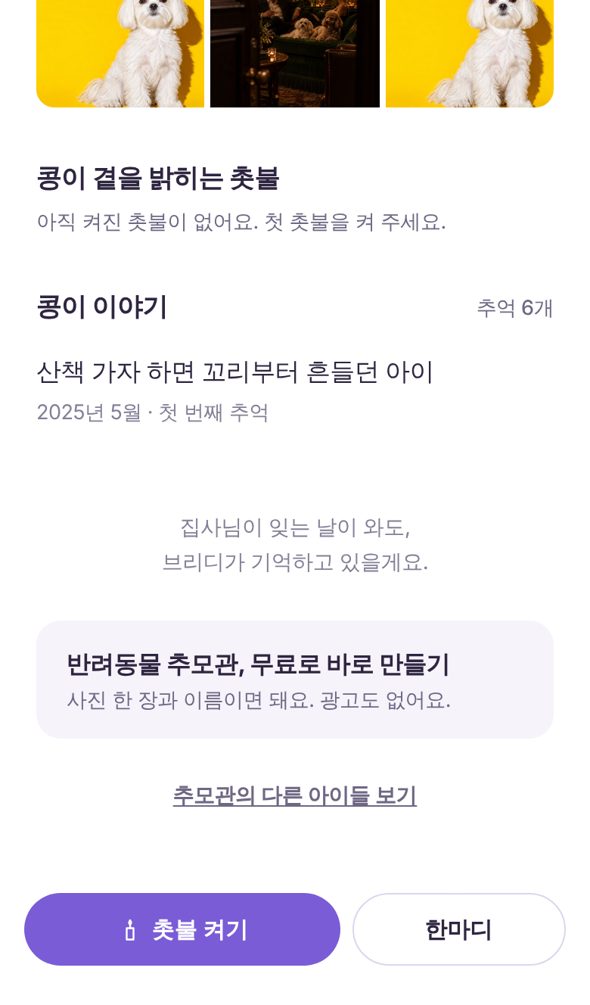 콩이 곁을 밝히는 촛불
아직 켜진 촛불이 없어요. 첫 촛불을 켜 주세요.
콩이 이야기
추억 6개
산책 가자 하면 꼬리부터 흔들던 아이
2025년 5월 · 첫 번째 추억
집사님이 잊는 날이 와도,
브리디가 기억하고 있을게요.
반려동물 추모관, 무료로 바로 만들기
사진 한 장과 이름이면 돼요. 광고도 없어요.
추모관의 다른 아이들 보기
촛불 켜기
한마디